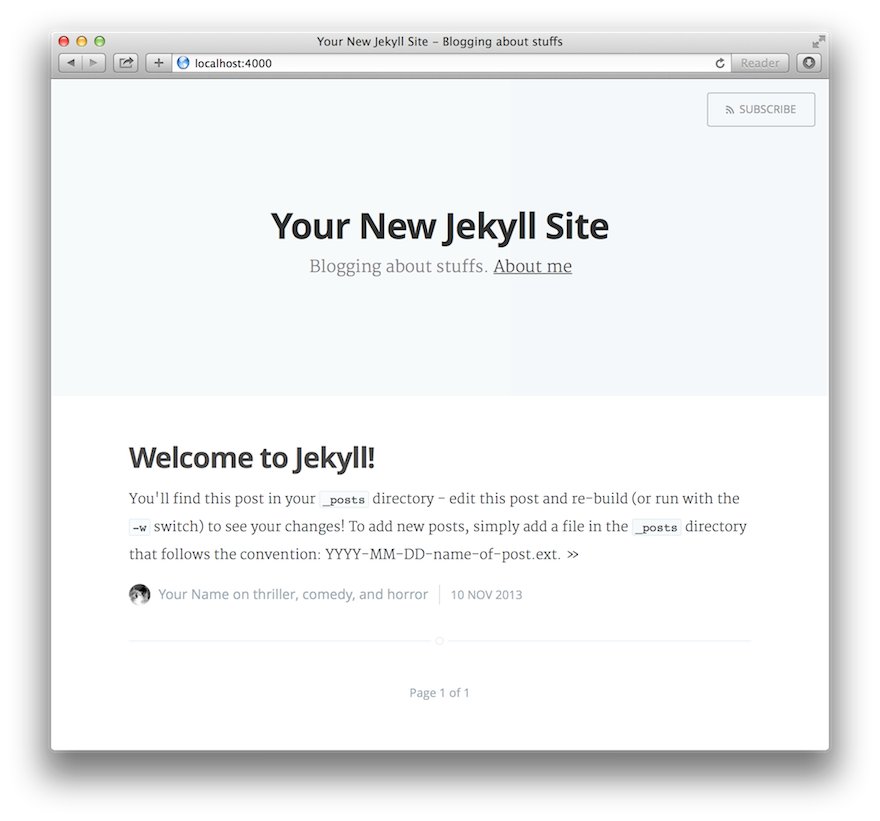 Your New Jekyll Site – Blogging about stuffs
localhost:4000
Reader
SUBSCRIBE
Your New Jekyll Site
Blogging about stuffs. About me
Welcome to Jekyll!
You'll find this post in your _posts directory - edit this post and re-build (or run with the
-w switch) to see your changes! To add new posts, simply add a file in the _posts directory
that follows the convention: YYYY-MM-DD-name-of-post.ext. »
Your Name on thriller, comedy, and horror
10 NOV 2013
Page 1 of 1